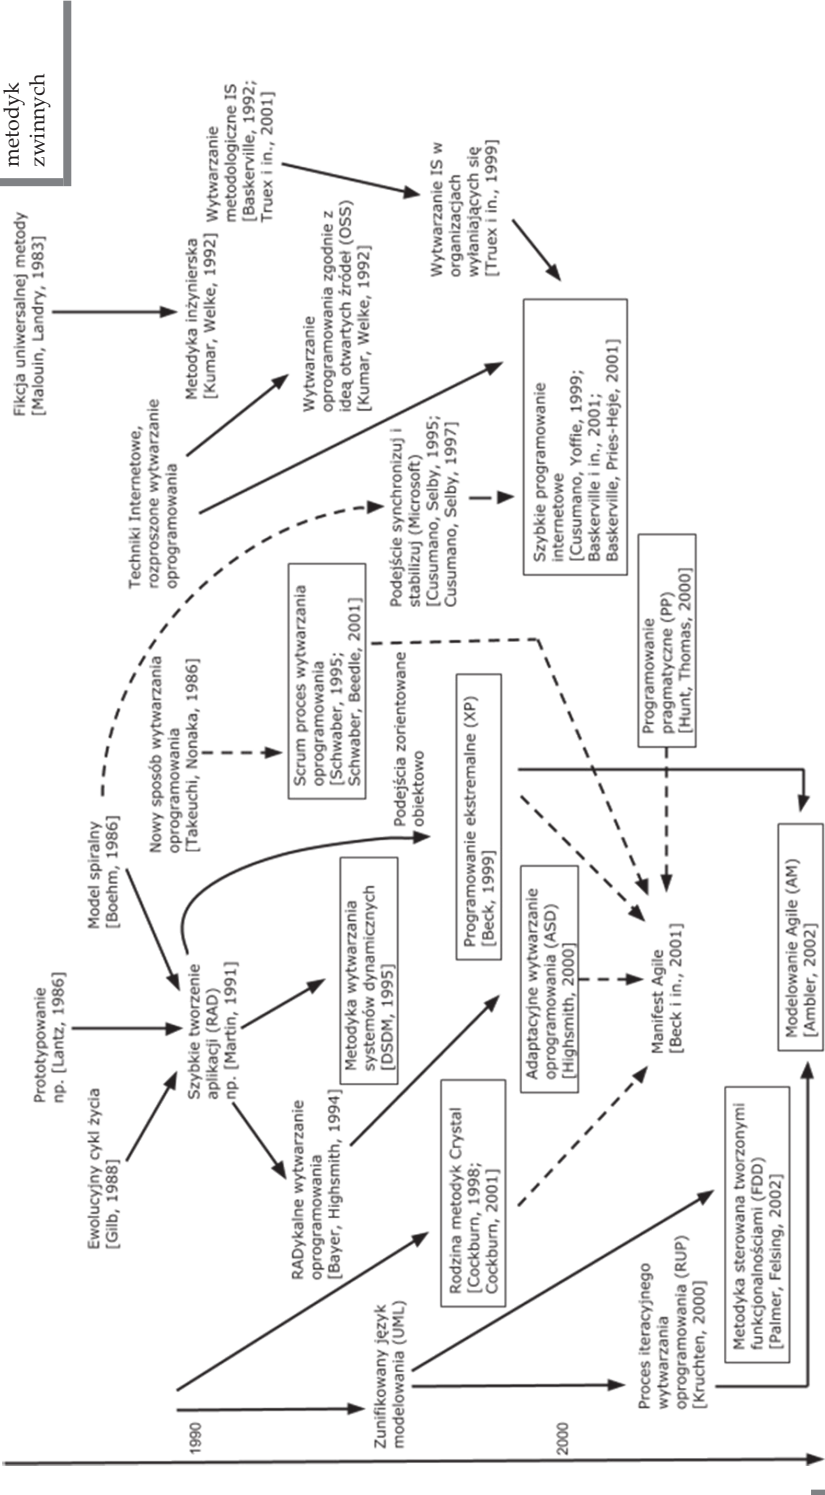 metodyk
zwinnych
Fikcja uniwersalnej metody
[Malouin, Landry, 1983]
Prototypowanie
np. [Lantz, 1986]
Ewolucyjny cykl życia
[Gilb, 1988]
Model spiralny
[Boehm, 1986]
Nowy sposób wytwarzania
oprogramowania
[Takeuchi, Nonaka, 1986]
Techniki Internetowe,
rozproszone wytwarzanie
oprogramowania
1990
Szybkie tworzenie
aplikacji (RAD)
np. [Martin, 1991]
Metodyka inżynierska
[Kumar, Welke, 1992]
Wytwarzanie
metodologiczne IS
[Baskerville, 1992;
Truex i in., 2001]
RADykalne wytwarzanie
oprogramowania
[Bayer, Highsmith, 1994]
Metodyka wytwarzania
systemów dynamicznych
[DSDM, 1995]
Scrum proces wytwarzania
oprogramowania
[Schwaber, 1995;
Schwaber, Beedle, 2001]
Wytwarzanie
oprogramowania zgodnie z
ideą otwartych źródeł (OSS)
[Kumar, Welke, 1992]
Zunifikowany język
modelowania (UML)
Podejścia zorientowane
obiektowo
Podejście synchronizuj i
stabilizuj (Microsoft)
[Cusumano, Selby, 1995;
Cusumano, Selby, 1997]
Wytwarzanie IS w
organizacjach
wyłaniających się
[Truex i in., 1999]
Rodzina metodyk Crystal
[Cockburn, 1998;
Cockburn, 2001]
Programowanie ekstremalne (XP)
[Beck, 1999]
2000
Adaptacyjne wytwarzanie
oprogramowania (ASD)
[Highsmith, 2000]
Szybkie programowanie
internetowe
[Cusumano, Yoffie, 1999;
Baskerville i in., 2001;
Baskerville, Pries-Heje, 2001]
Proces iteracyjnego
wytwarzania
oprogramowania (RUP)
[Kruchten, 2000]
Manifest Agile
[Beck i in., 2001]
Programowanie
pragmatyczne (PP)
[Hunt, Thomas, 2000]
Metodyka sterowana tworzonymi
funkcjonalnościami (FDD)
[Palmer, Felsing, 2002]
Modelowanie Agile (AM)
[Ambler, 2002]